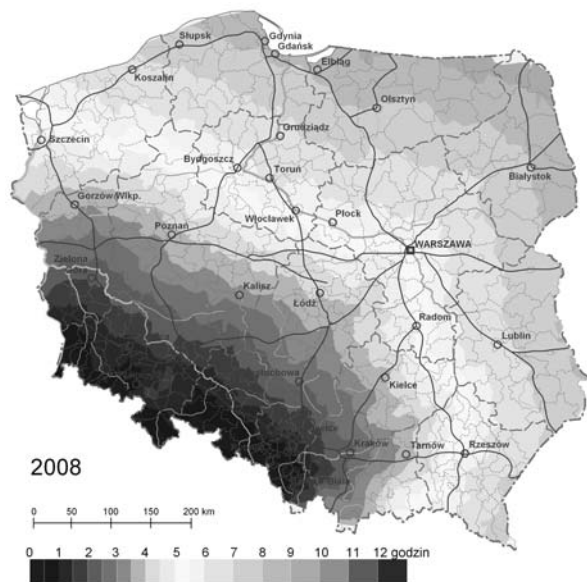 Gdynia
Słupsk
Gdańsk
Elbląg
Koszalin
Olsztyn
Grudziądz
Szczecin
Bydgoszcz
Toruń
Białystok
Gorzów Wlkp.
Włocławek
Płock
Poznań
WARSZAWA
Zielona
Kalisz
Łódź
Radom
Lublin
Kielce
Kraków
Tarnów
Rzeszów
2008
0 50 100 150 200 km
0 1 2 3 4 5 6 7 8 9 10 11 12 godzin